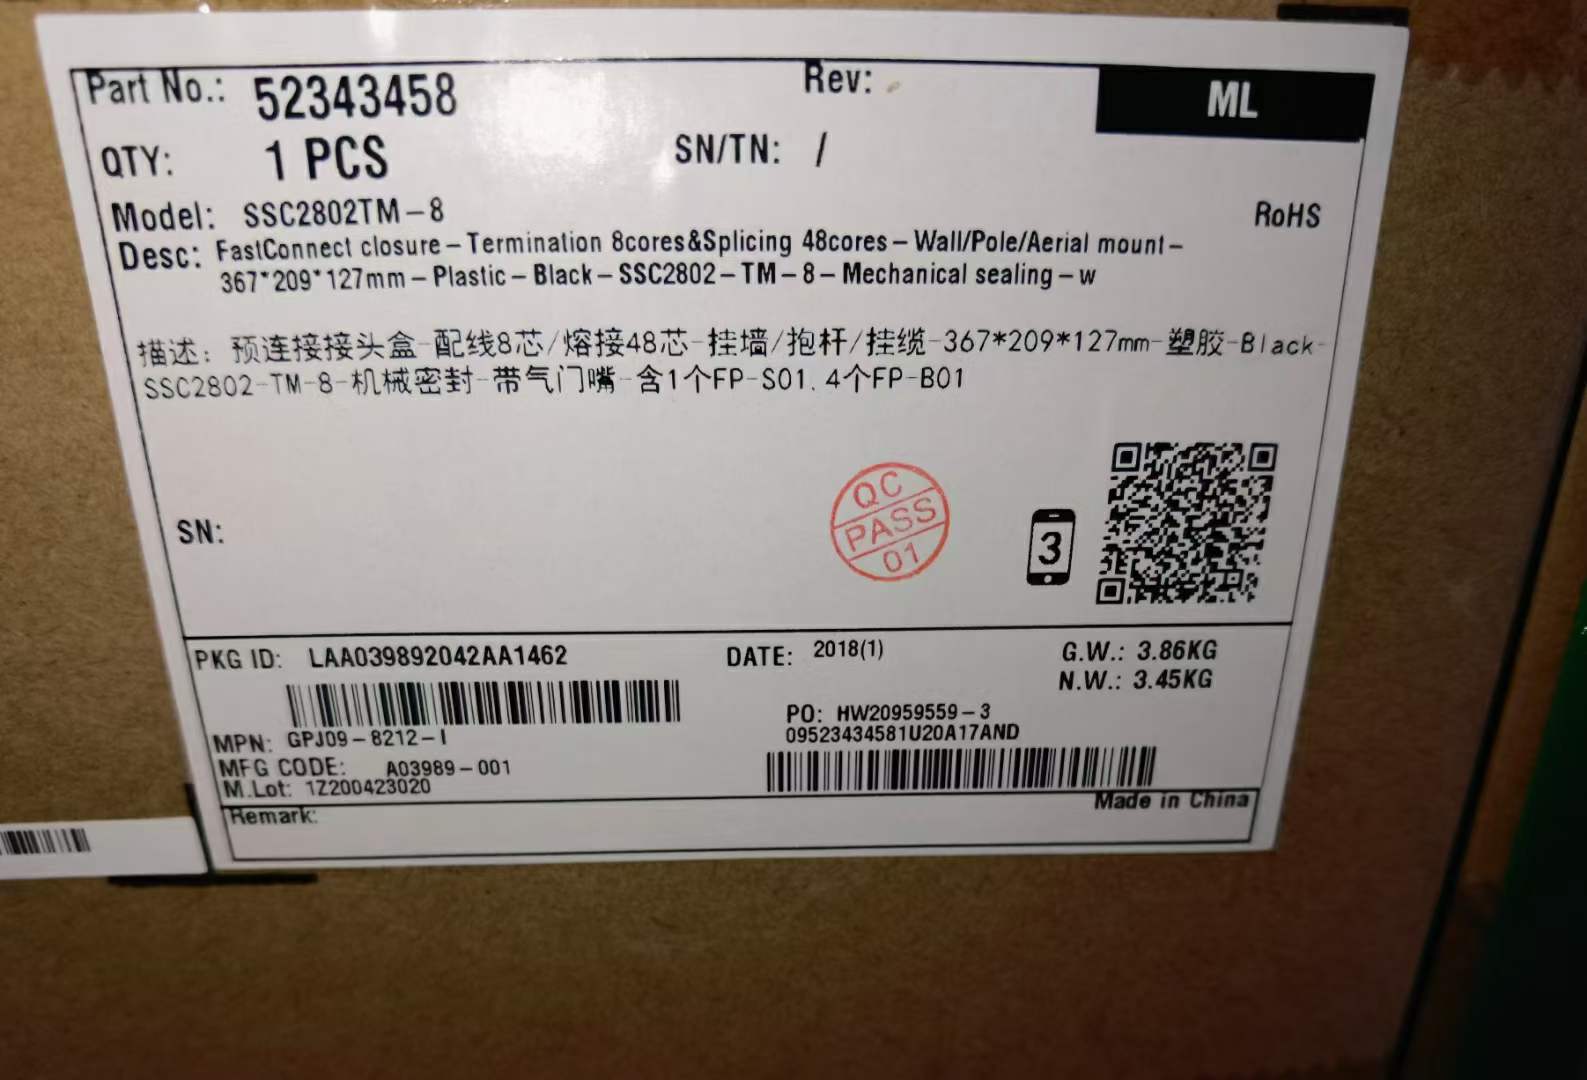 Part No.: 52343458 Rev: ML
QTY: 1 PCS SN/TN: /
Model: SSC2802TM-8 RoHS
Desc: FastConnect closure-Termination 8cores&Splicing 48cores-Wall/Pole/Aerial mount-
367*209*127mm-Plastic-Black-SSC2802-TM-8-Mechanical sealing-w
描述: 预连接接头盒-配线8芯/熔接48芯-挂墙/抱杆/挂缆-367*209*127mm-塑胶-Black-
SSC2802-TM-8-机械密封-带气门嘴-含1个FP-S01.4个FP-B01
QC
PASS
01
3
SN:
PKG ID: LAA039892042AA1462 DATE: 2018(1) G.W.: 3.86KG
N.W.: 3.45KG
PO: HW20959559-3
09523434581U20A17AND
MPN: GPJ09-8212-I
MFG CODE: A03989-001
M.Lot: 1Z200423020
Made in China
Remark: